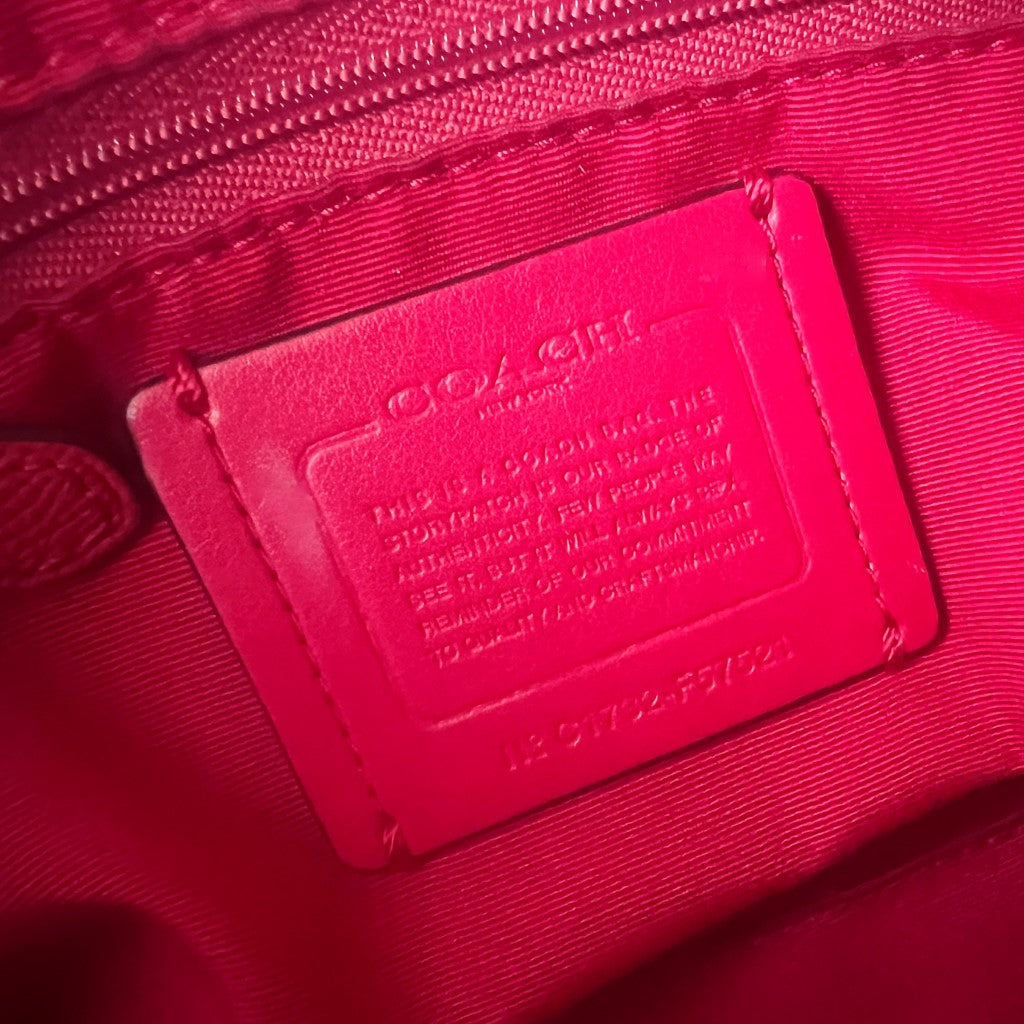 COACH
THIS IS A COACH BAG. THE
STORYPATCH IS OUR BADGE OF
AUTHENTICITY. FEW PEOPLE MAY
SEE IT, BUT IT WILL ALWAYS BE A
REMINDER OF OUR COMMITMENT
TO QUALITY AND CRAFTSMANSHIP.
C1732-F57521